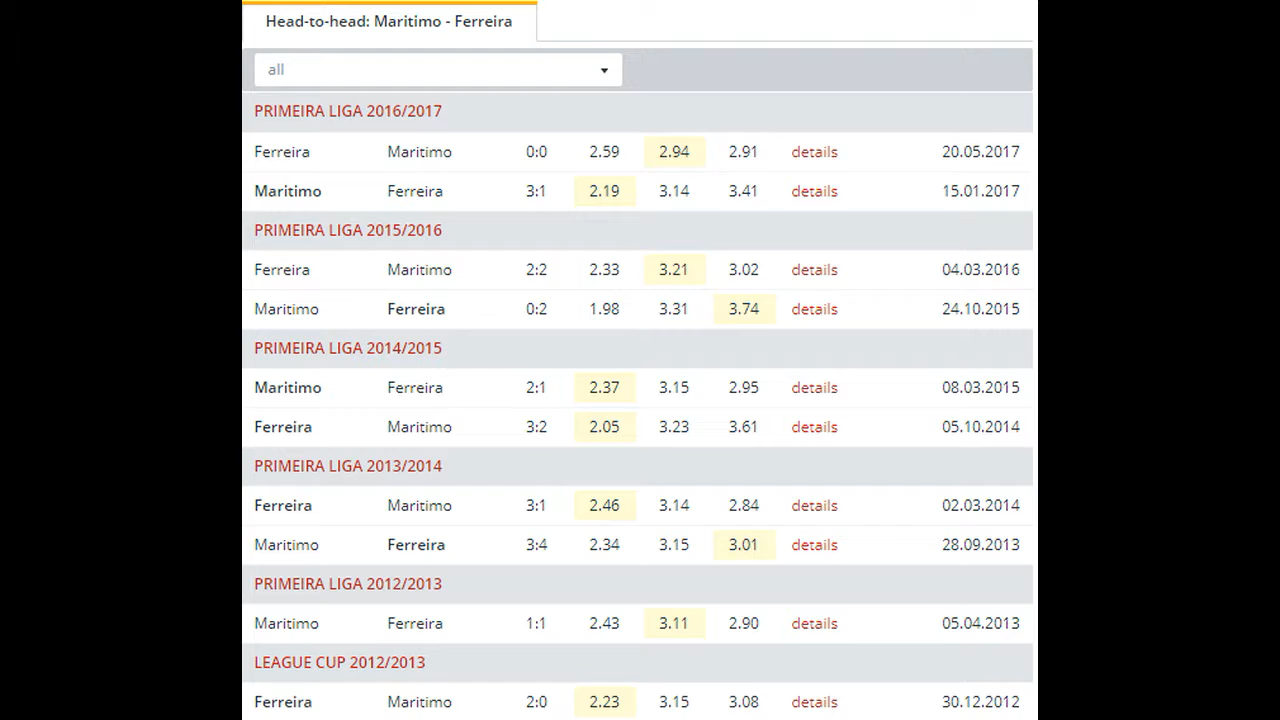 Head-to-head: Maritimo - Ferreira
all
PRIMEIRA LIGA 2016/2017
Ferreira Maritimo 0:0 2.59 2.94 2.91 details 20.05.2017
Maritimo Ferreira 3:1 2.19 3.14 3.41 details 15.01.2017
PRIMEIRA LIGA 2015/2016
Ferreira Maritimo 2:2 2.33 3.21 3.02 details 04.03.2016
Maritimo Ferreira 0:2 1.98 3.31 3.74 details 24.10.2015
PRIMEIRA LIGA 2014/2015
Maritimo Ferreira 2:1 2.37 3.15 2.95 details 08.03.2015
Ferreira Maritimo 3:2 2.05 3.23 3.61 details 05.10.2014
PRIMEIRA LIGA 2013/2014
Ferreira Maritimo 3:1 2.46 3.14 2.84 details 02.03.2014
Maritimo Ferreira 3:4 2.34 3.15 3.01 details 28.09.2013
PRIMEIRA LIGA 2012/2013
Maritimo Ferreira 1:1 2.43 3.11 2.90 details 05.04.2013
LEAGUE CUP 2012/2013
Ferreira Maritimo 2:0 2.23 3.15 3.08 details 30.12.2012